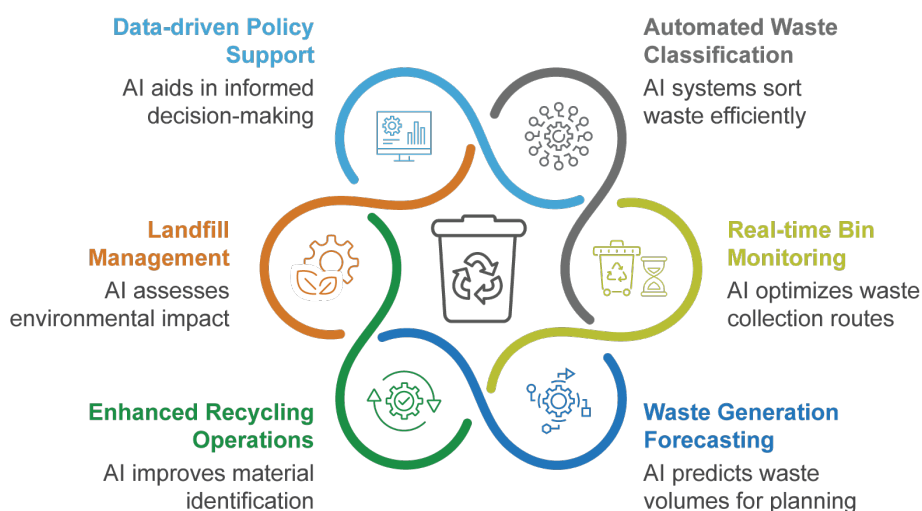 Data-driven Policy
Support
AI aids in informed
decision-making
Automated Waste
Classification
AI systems sort
waste efficiently
Landfill
Management
AI assesses
environmental impact
Real-time Bin
Monitoring
AI optimizes waste
collection routes
Enhanced Recycling
Operations
AI improves material
identification
Waste Generation
Forecasting
AI predicts waste
volumes for planning